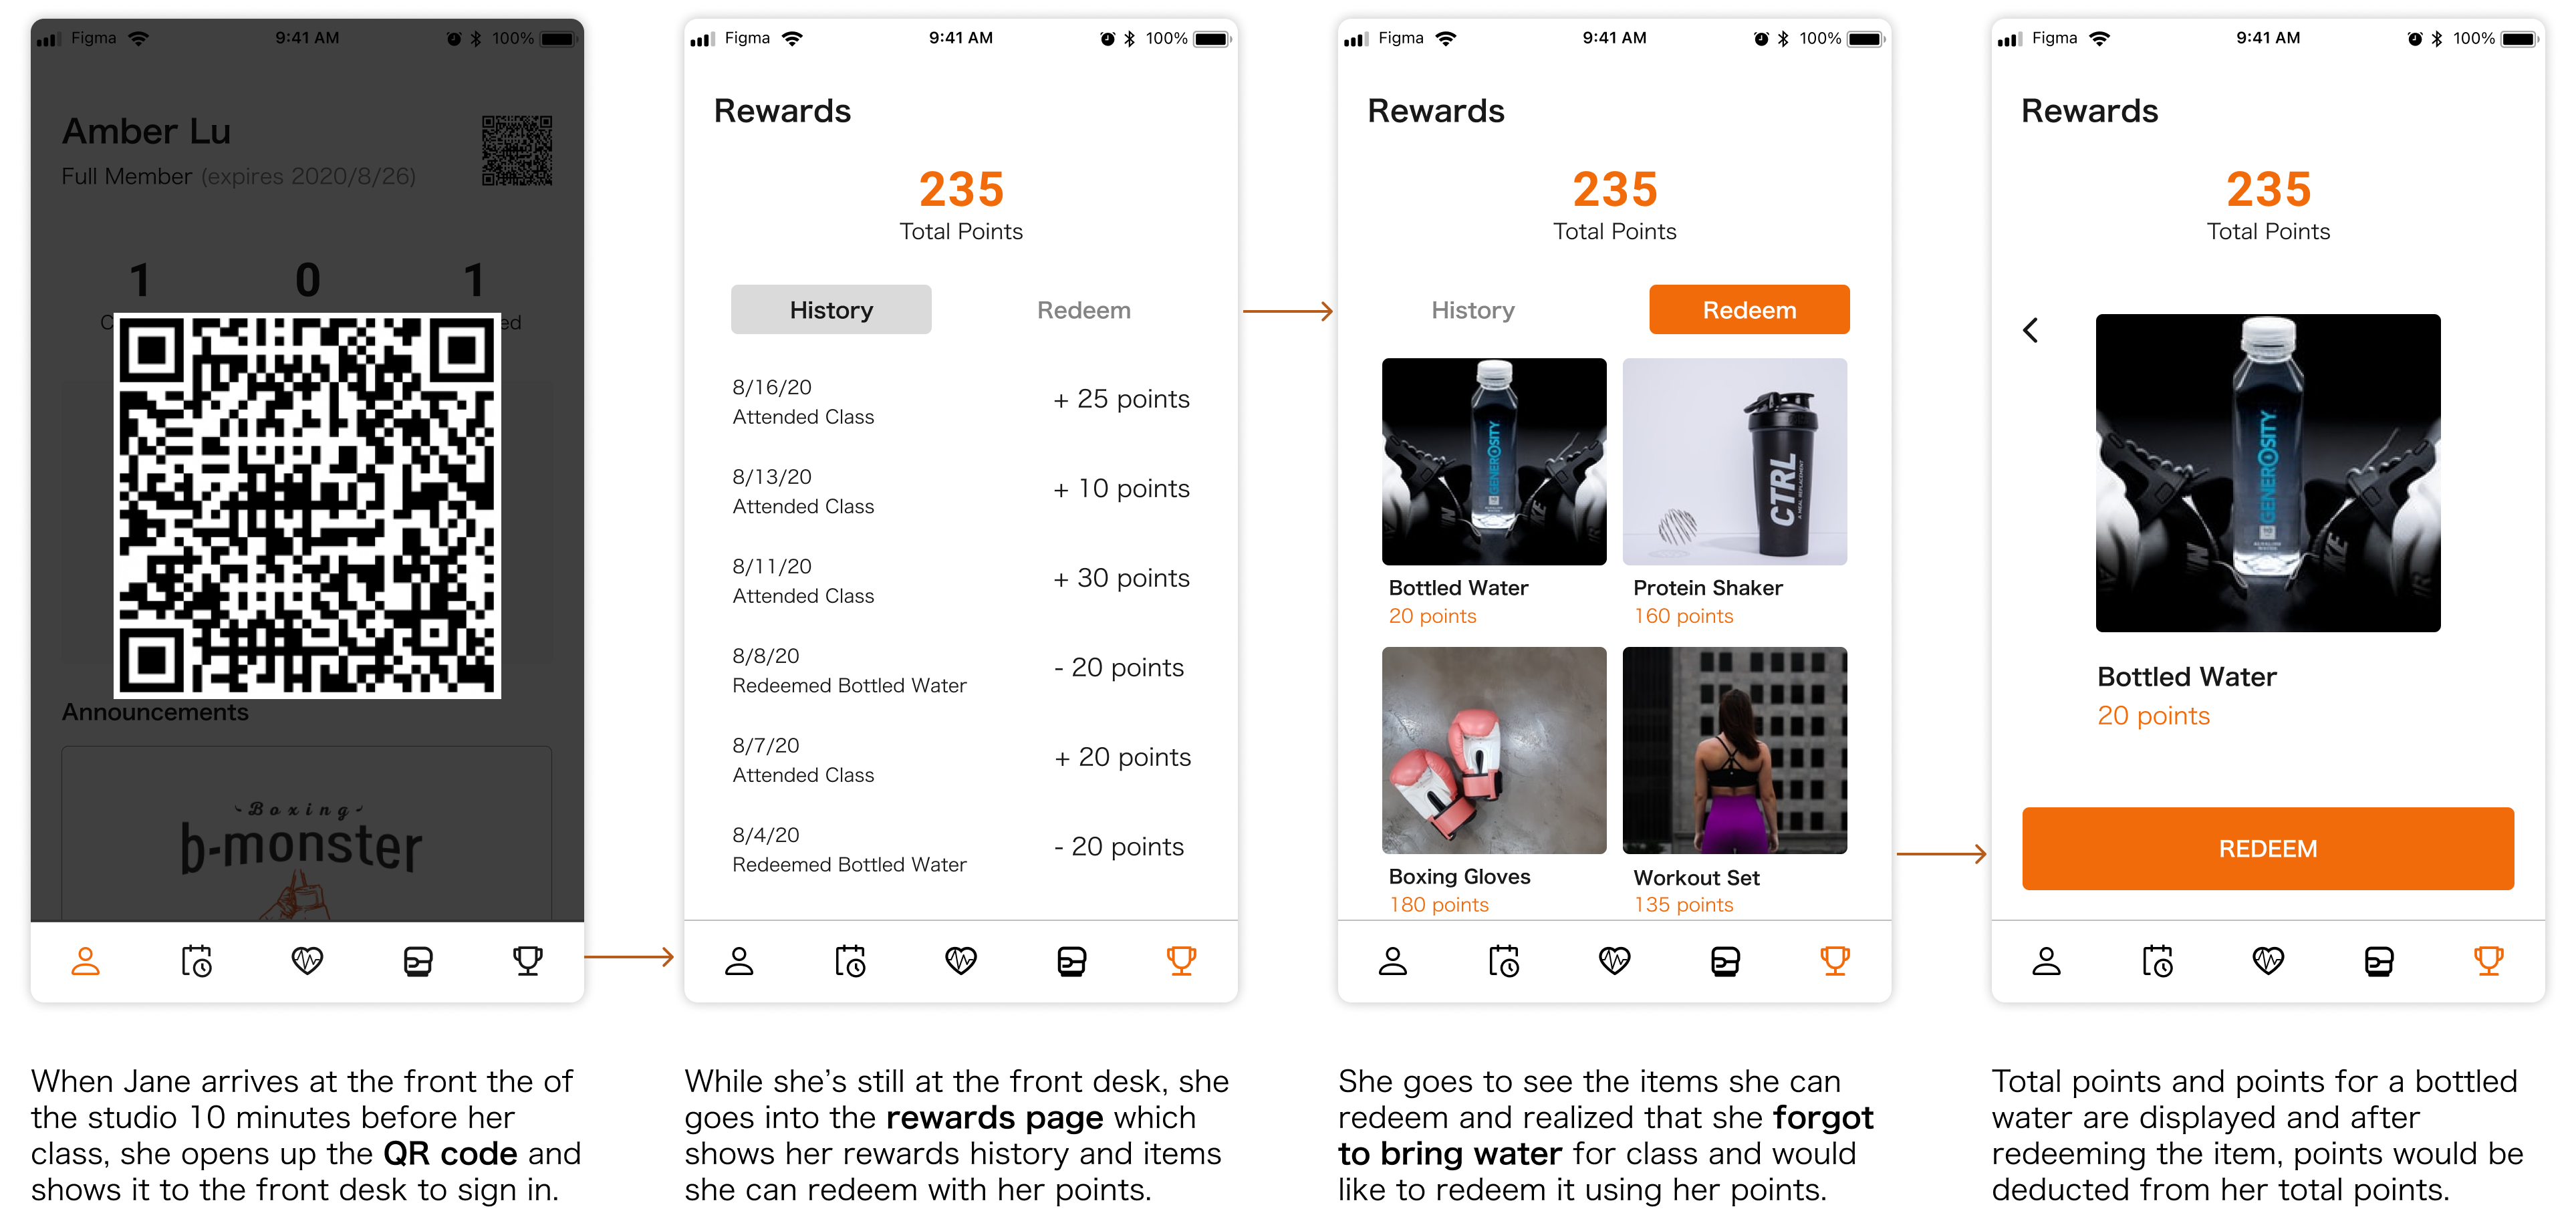 Figma 9:41 AM 100%
Amber Lu
Full Member (expires 2020/8/26)
1 0 1
Announcements
Boxing
b-monster
When Jane arrives at the front the of
the studio 10 minutes before her
class, she opens up the QR code and
shows it to the front desk to sign in.
Figma 9:41 AM 100%
Rewards
235
Total Points
History Redeem
8/16/20
Attended Class
+ 25 points
8/13/20
Attended Class
+ 10 points
8/11/20
Attended Class
+ 30 points
8/8/20
Redeemed Bottled Water
- 20 points
8/7/20
Attended Class
+ 20 points
8/4/20
Redeemed Bottled Water
- 20 points
While she’s still at the front desk, she
goes into the rewards page which
shows her rewards history and items
she can redeem with her points.
Figma 9:41 AM 100%
Rewards
235
Total Points
History Redeem
GENEROSITY
CTRL
A MEAL REPLACEMENT
Bottled Water
20 points
Protein Shaker
160 points
Boxing Gloves
180 points
Workout Set
135 points
She goes to see the items she can
redeem and realized that she forgot
to bring water for class and would
like to redeem it using her points.
Figma 9:41 AM 100%
Rewards
235
Total Points
GENEROSITY
ALKALINE
WATER
Bottled Water
20 points
REDEEM
Total points and points for a bottled
water are displayed and after
redeeming the item, points would be
deducted from her total points.